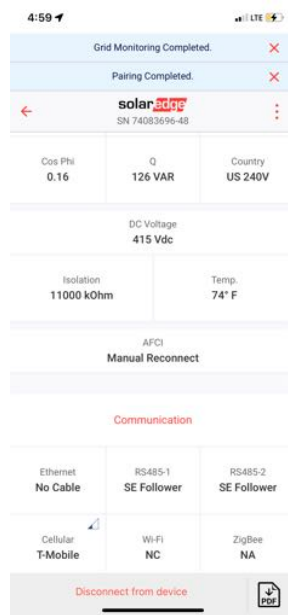 4:59 LTE
Grid Monitoring Completed.
Pairing Completed.
solaredge
SN 74083696-48
Cos Phi Q Country
0.16 126 VAR US 240V
DC Voltage
415 Vdc
Isolation Temp.
11000 kOhm 74° F
AFCI
Manual Reconnect
Communication
Ethernet RS485-1 RS485-2
No Cable SE Follower SE Follower
Cellular Wi-Fi ZigBee
T-Mobile NC NA
Disconnect from device PDF